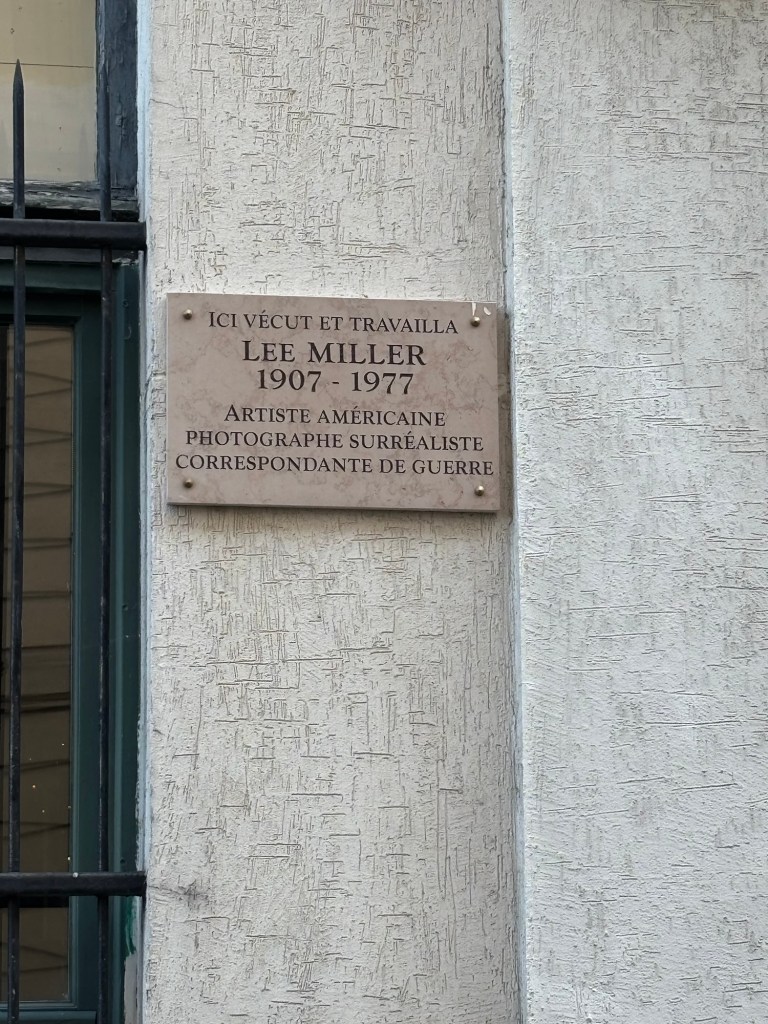 ICI VÉCUT ET TRAVAILLA
LEE MILLER
1907 - 1977
ARTISTE AMÉRICAINE
PHOTOGRAPHE SURRÉALISTE
CORRESPONDANTE DE GUERRE